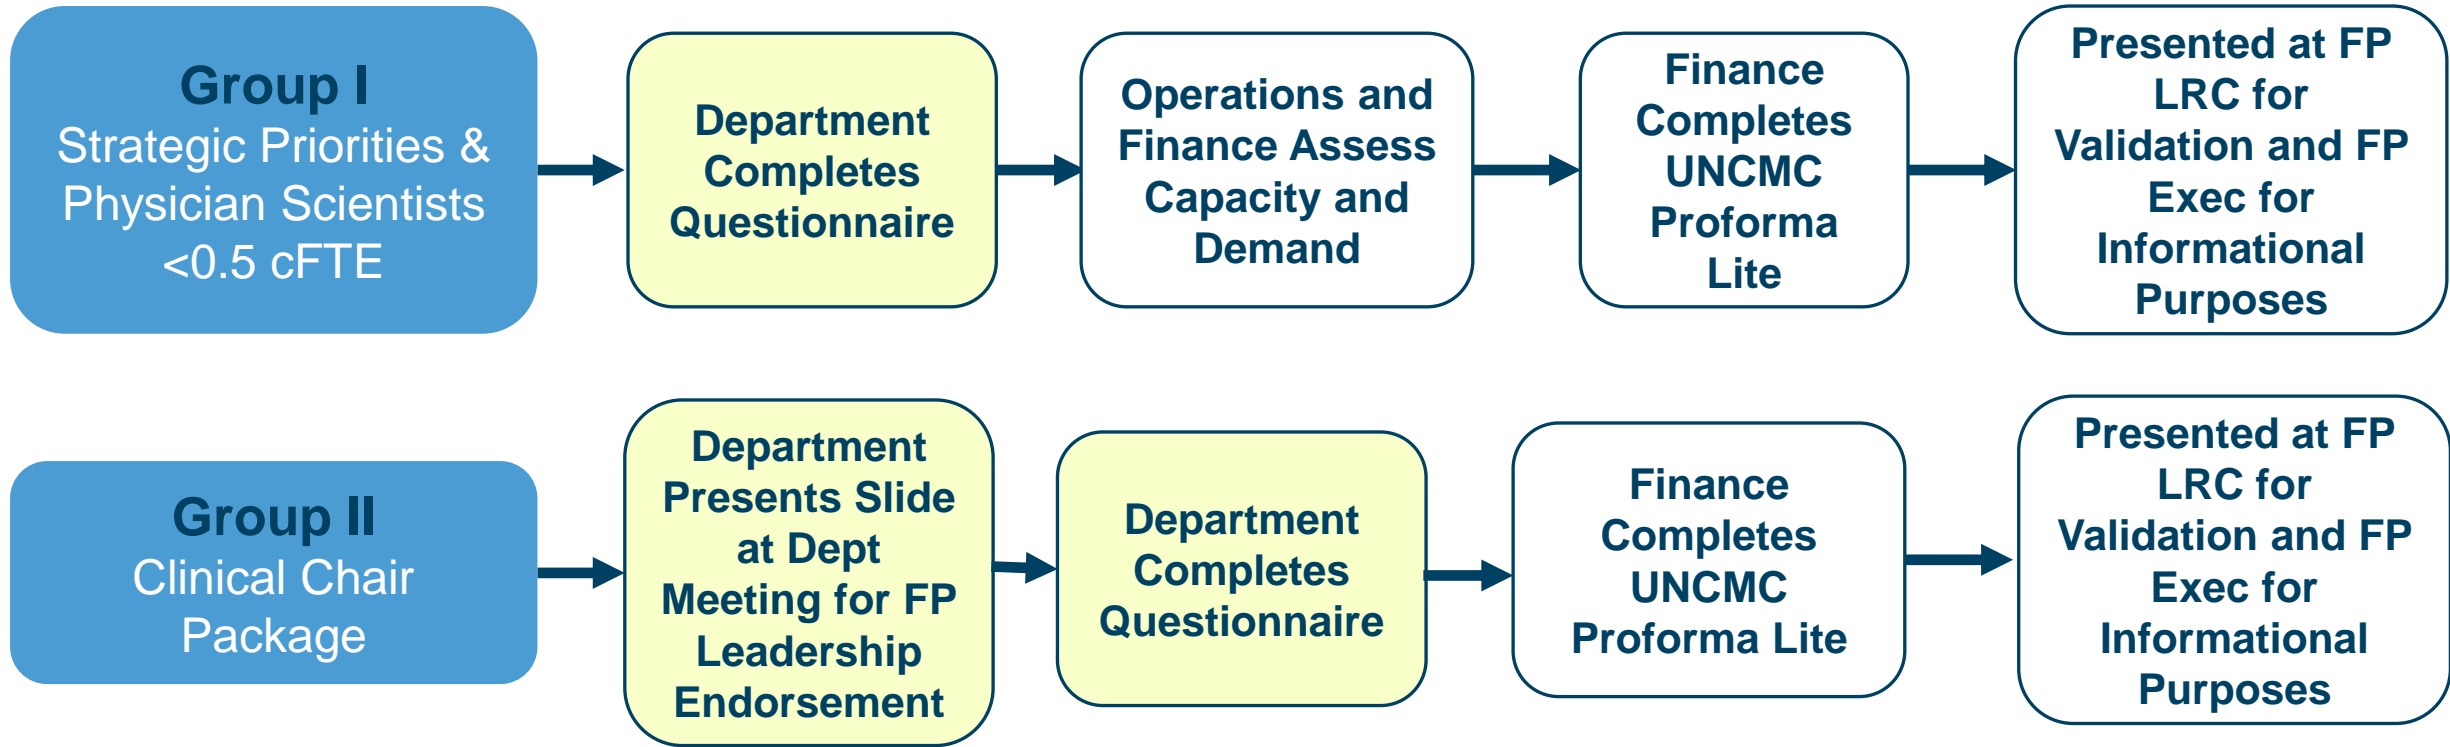 Group I
Strategic Priorities &
Physician Scientists
<0.5 cFTE
Department
Completes
Questionnaire
Operations and
Finance Assess
Capacity and
Demand
Finance
Completes
UNCMC
Proforma
Lite
Presented at FP
LRC for
Validation and FP
Exec for
Informational
Purposes
Group II
Clinical Chair
Package
Department
Presents Slide
at Dept
Meeting for FP
Leadership
Endorsement
Department
Completes
Questionnaire
Finance
Completes
UNCMC
Proforma Lite
Presented at FP
LRC for
Validation and FP
Exec for
Informational
Purposes